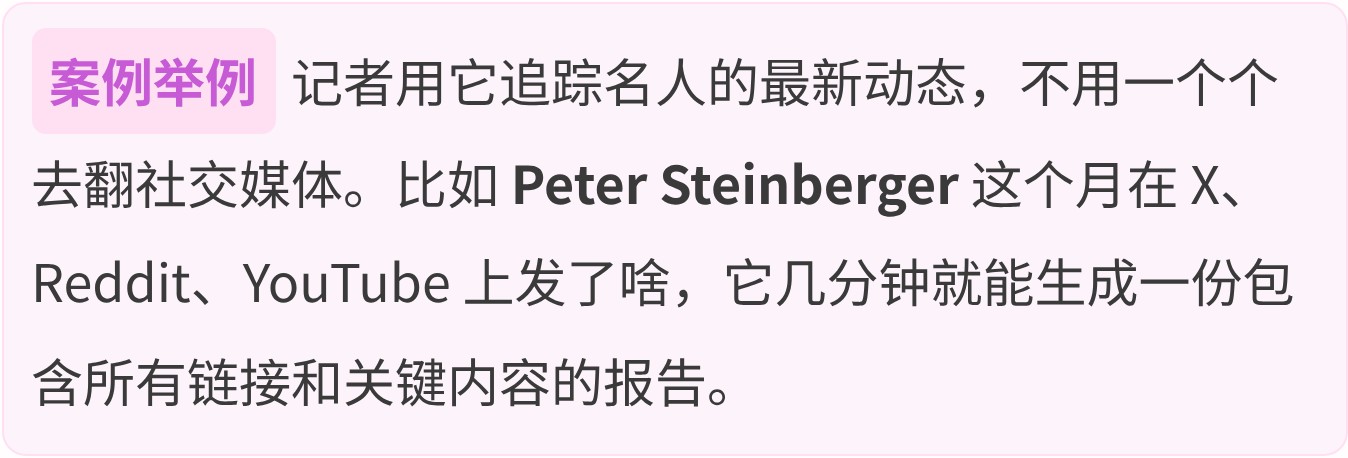 案例举例 记者用它追踪名人的最新动态，不用一个个
去翻社交媒体。比如 Peter Steinberger 这个月在 X、
Reddit、YouTube 上发了啥，它几分钟就能生成一份包
含所有链接和关键内容的报告。